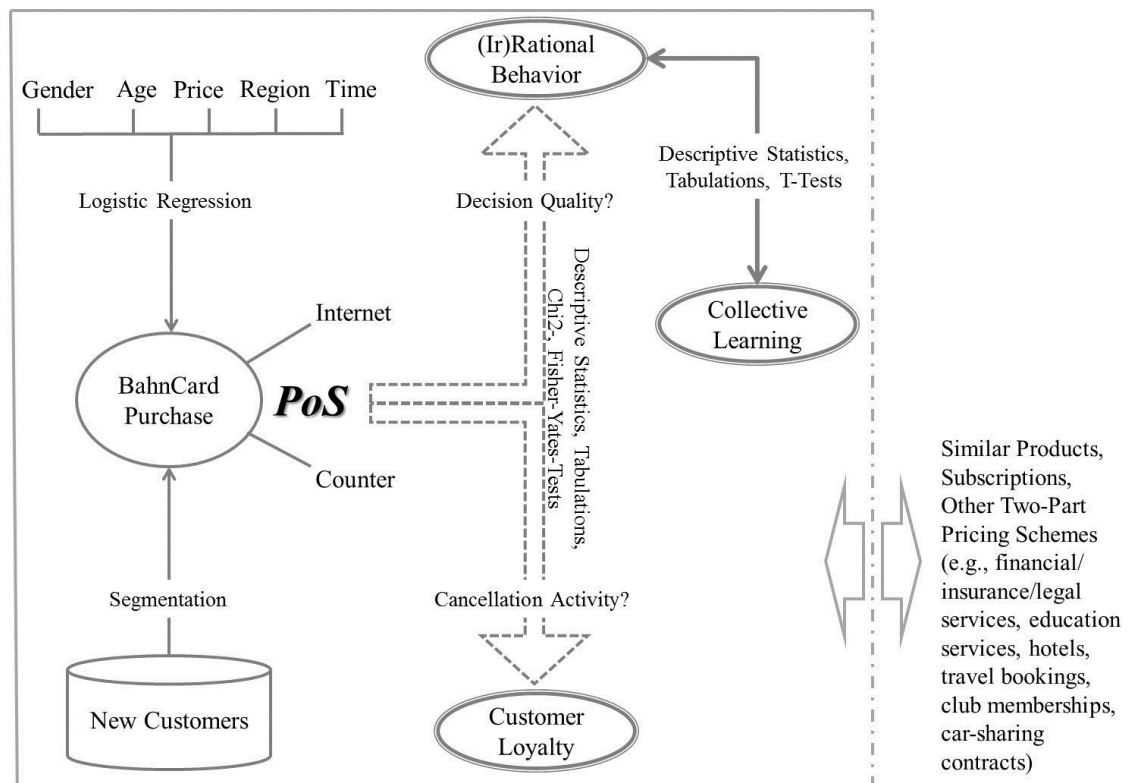 (Ir)Rational
Behavior
Gender Age Price Region Time
Descriptive Statistics,
Tabulations, T-Tests
Logistic Regression
Decision Quality?
Descriptive Statistics, Tabulations,
Chi2-, Fisher-Yates-Tests
Collective
Learning
Internet
BahnCard
Purchase
PoS
Counter
Similar Products,
Subscriptions,
Other Two-Part
Pricing Schemes
(e.g., financial/
insurance/legal
services, education
services, hotels,
travel bookings,
club memberships,
car-sharing
contracts)
Segmentation
Cancellation Activity?
New Customers
Customer
Loyalty